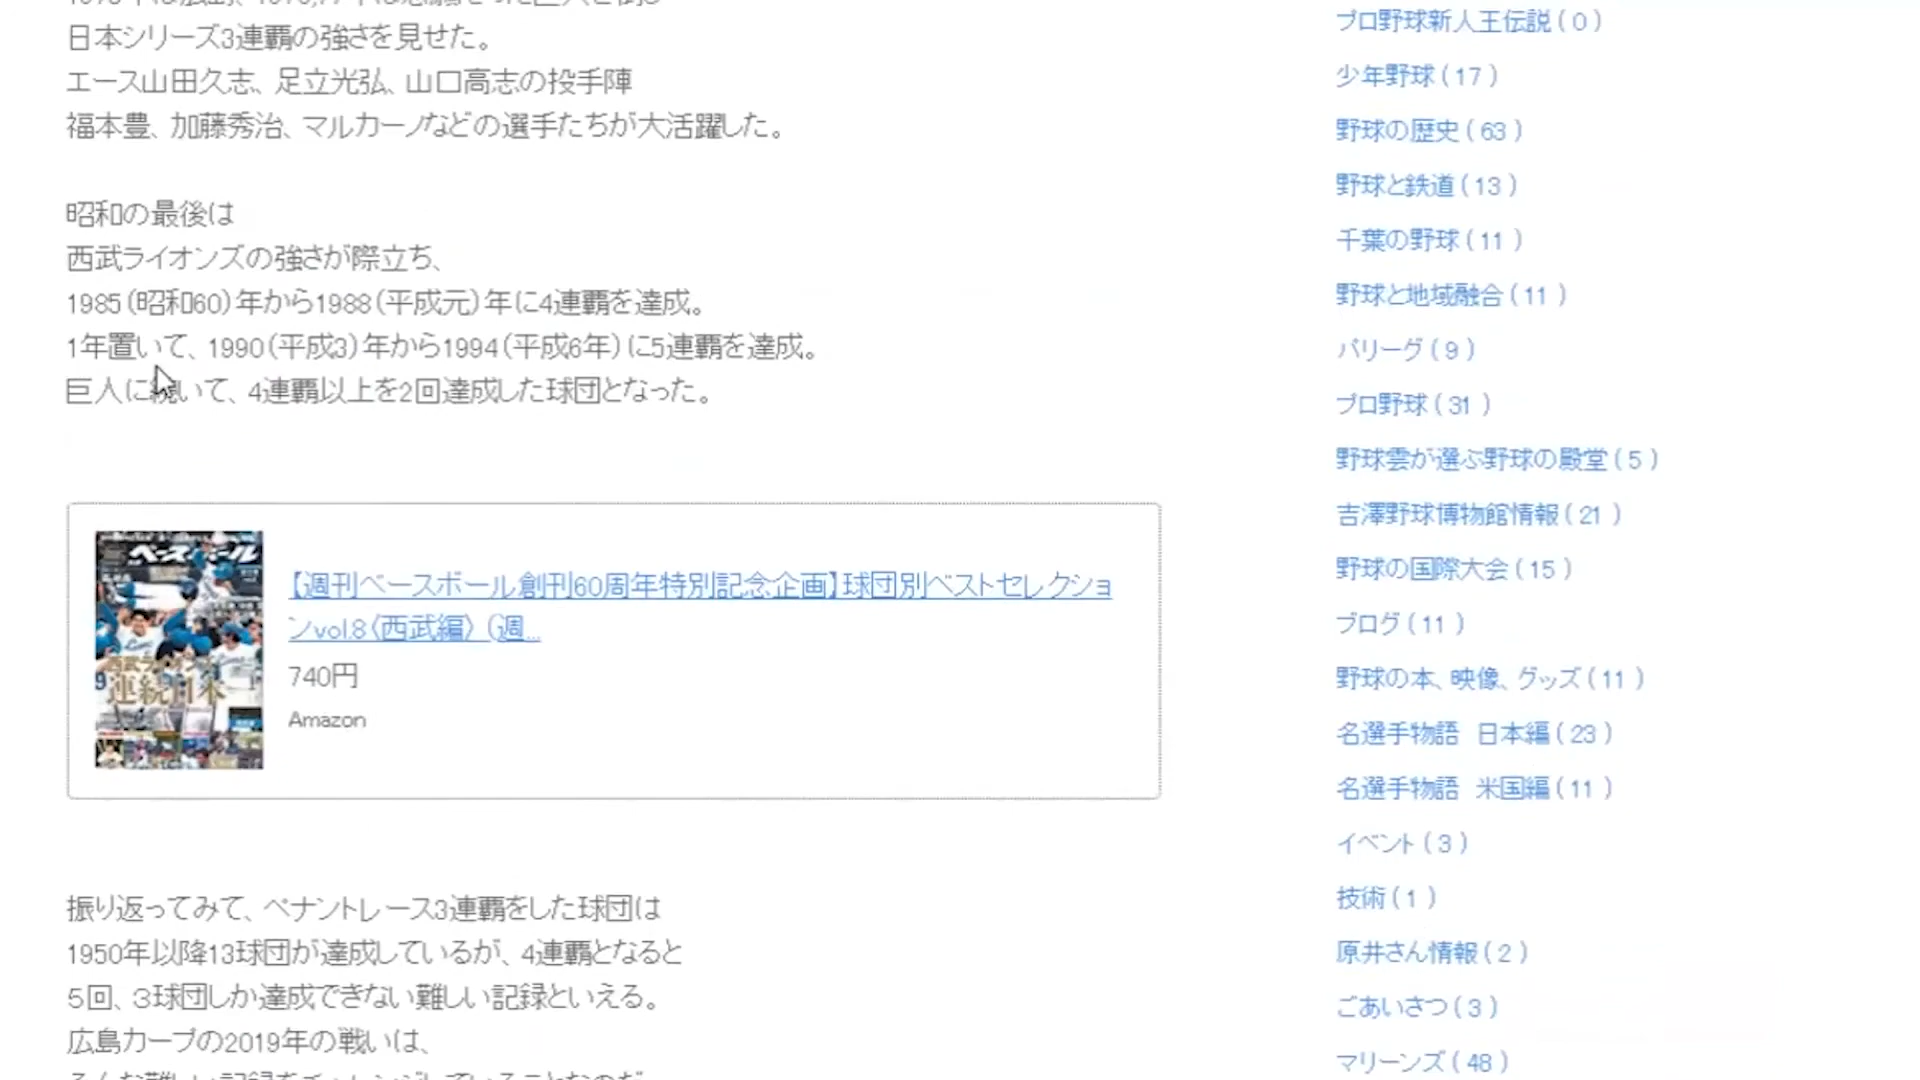 日本シリーズ3連覇の強さを見せた。
エース山田久志、足立光弘、山口高志の投手陣
福本豊、加藤秀治、マルカーノなどの選手たちが大活躍した。
昭和の最後は
西武ライオンズの強さが際立ち、
1985(昭和60)年から1988(平成元)年に4連覇を達成。
1年置いて、1990(平成3)年から1994(平成6年)に5連覇を達成。
巨人に続いて、4連覇以上を2回達成した球団となった。
ベースボール
西武ライオンズ
連続日本一
【週刊ベースボール創刊60周年特別記念企画】球団別ベストセレクショ
ンvol.8〈西武編〉 (週...
740円
Amazon
振り返ってみて、ペナントレース3連覇をした球団は
1950年以降13球団が達成しているが、4連覇となると
5回、3球団しか達成できない難しい記録といえる。
広島カープの2019年の戦いは、
プロ野球新人王伝説 ( 0 )
少年野球 ( 17 )
野球の歴史 ( 63 )
野球と鉄道 ( 13 )
千葉の野球 ( 11 )
野球と地域融合 ( 11 )
パリーグ ( 9 )
プロ野球 ( 31 )
野球雲が選ぶ野球の殿堂 ( 5 )
吉澤野球博物館情報 ( 21 )
野球の国際大会 ( 15 )
ブログ ( 11 )
野球の本、映像、グッズ ( 11 )
名選手物語 日本編 ( 23 )
名選手物語 米国編 ( 11 )
イベント ( 3 )
技術 ( 1 )
原井さん情報 ( 2 )
ごあいさつ ( 3 )
マリーンズ ( 48 )